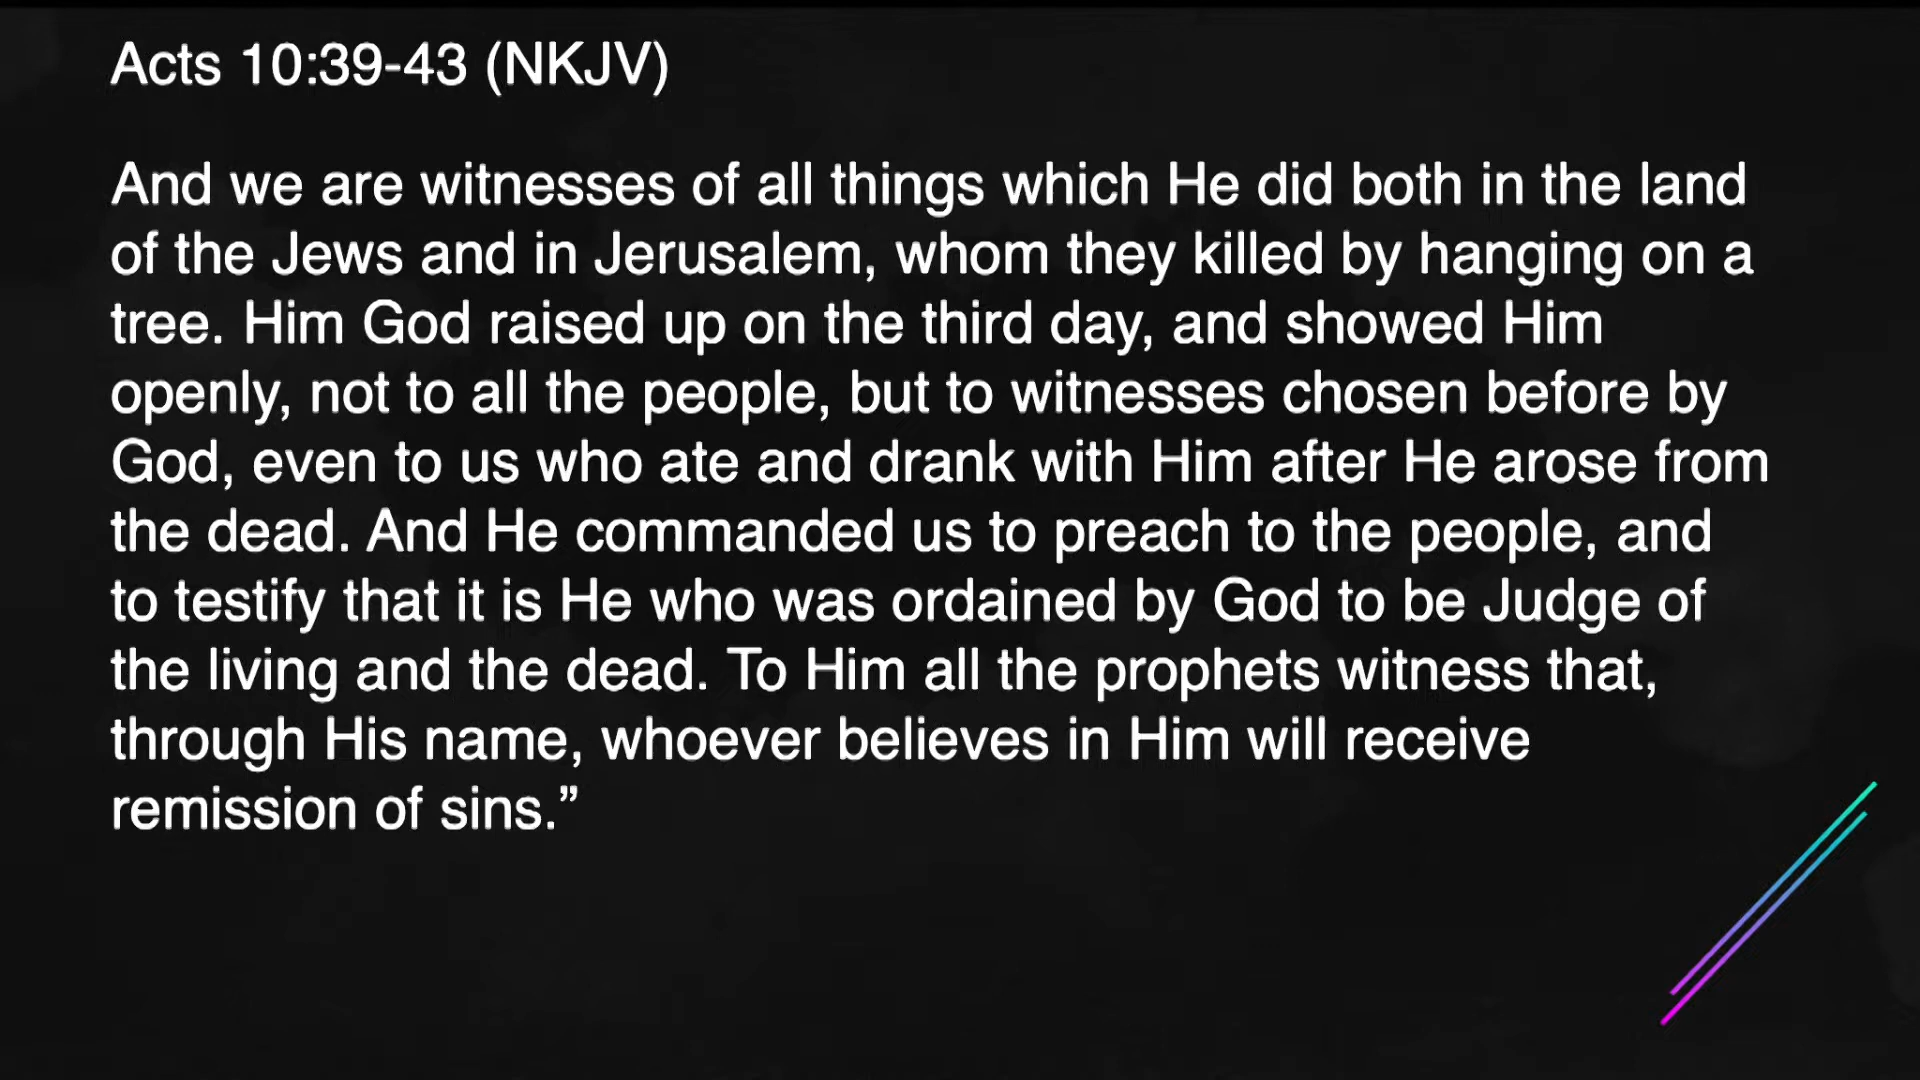 Acts 10:39-43 (NKJV)
And we are witnesses of all things which He did both in the land
of the Jews and in Jerusalem, whom they killed by hanging on a
tree. Him God raised up on the third day, and showed Him
openly, not to all the people, but to witnesses chosen before by
God, even to us who ate and drank with Him after He arose from
the dead. And He commanded us to preach to the people, and
to testify that it is He who was ordained by God to be Judge of
the living and the dead. To Him all the prophets witness that,
through His name, whoever believes in Him will receive
remission of sins.”